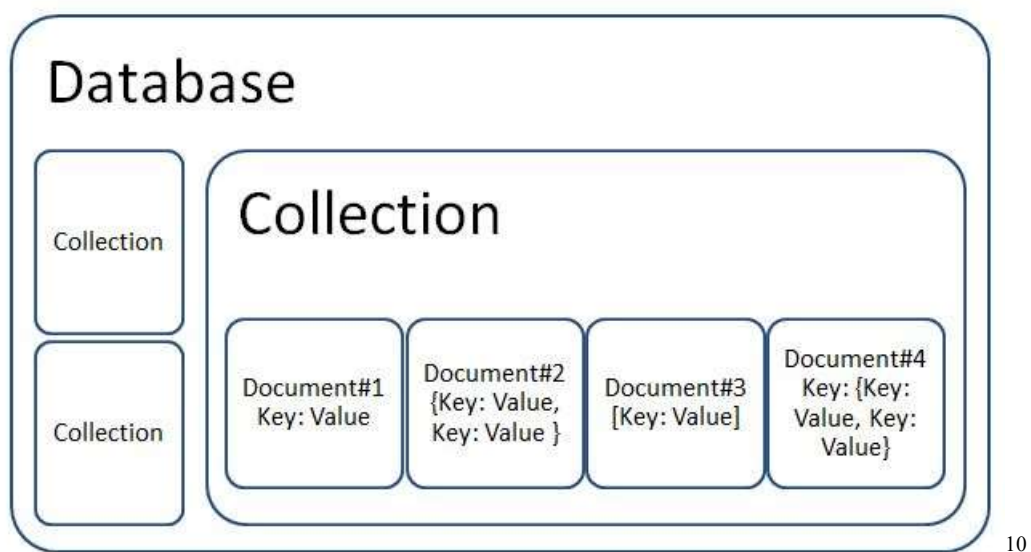 Database
Collection
Collection
Collection
Document#1
Key: Value
Document#2
{Key: Value,
Key: Value }
Document#3
[Key: Value]
Document#4
Key: {Key:
Value, Key:
Value}
10